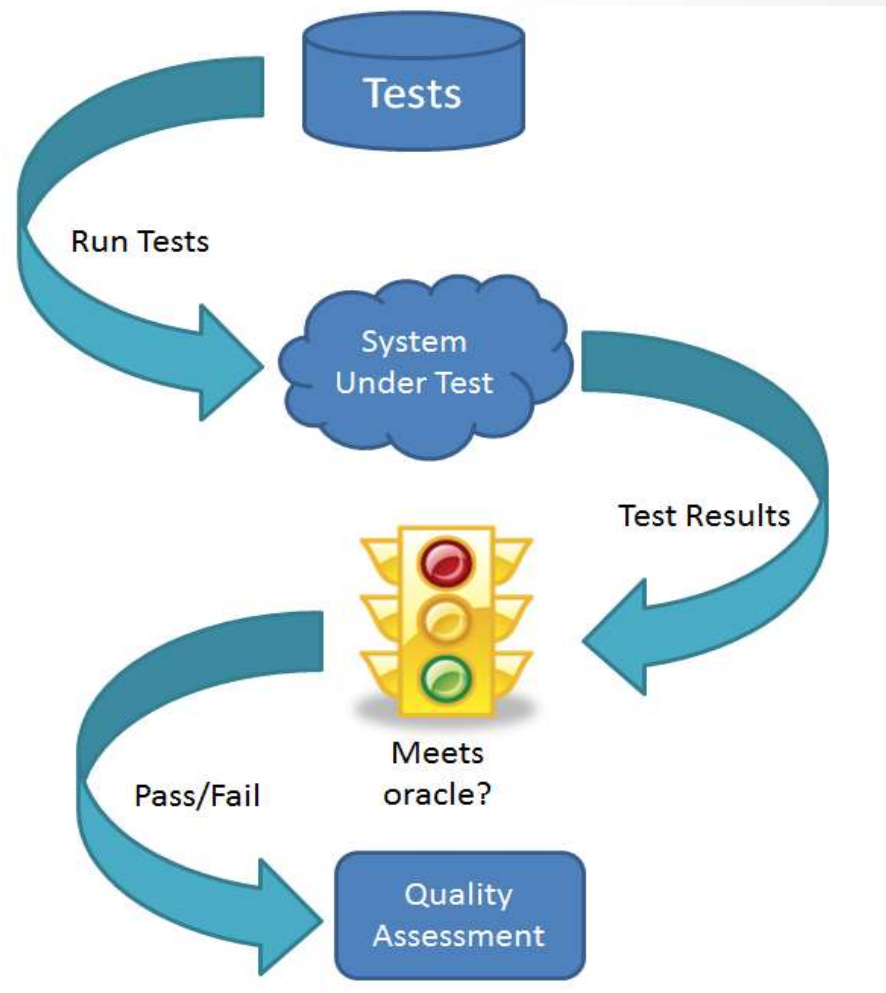 Tests
Run Tests
System
Under Test
Test Results
Meets
oracle?
Pass/Fail
Quality
Assessment